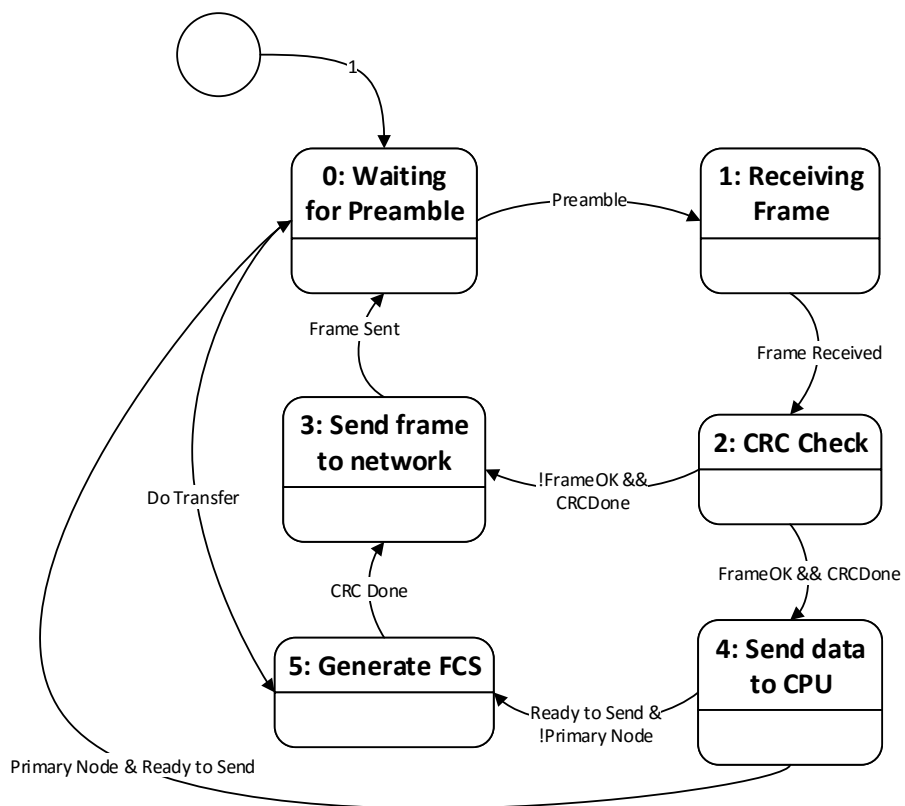 1
0: Waiting
for Preamble
Preamble
1: Receiving
Frame
Frame Sent
Frame Received
3: Send frame
to network
2: CRC Check
!FrameOK &&
CRCDone
Do Transfer
FrameOK && CRCDone
CRC Done
5: Generate FCS
4: Send data
to CPU
Ready to Send &
!Primary Node
Primary Node & Ready to Send